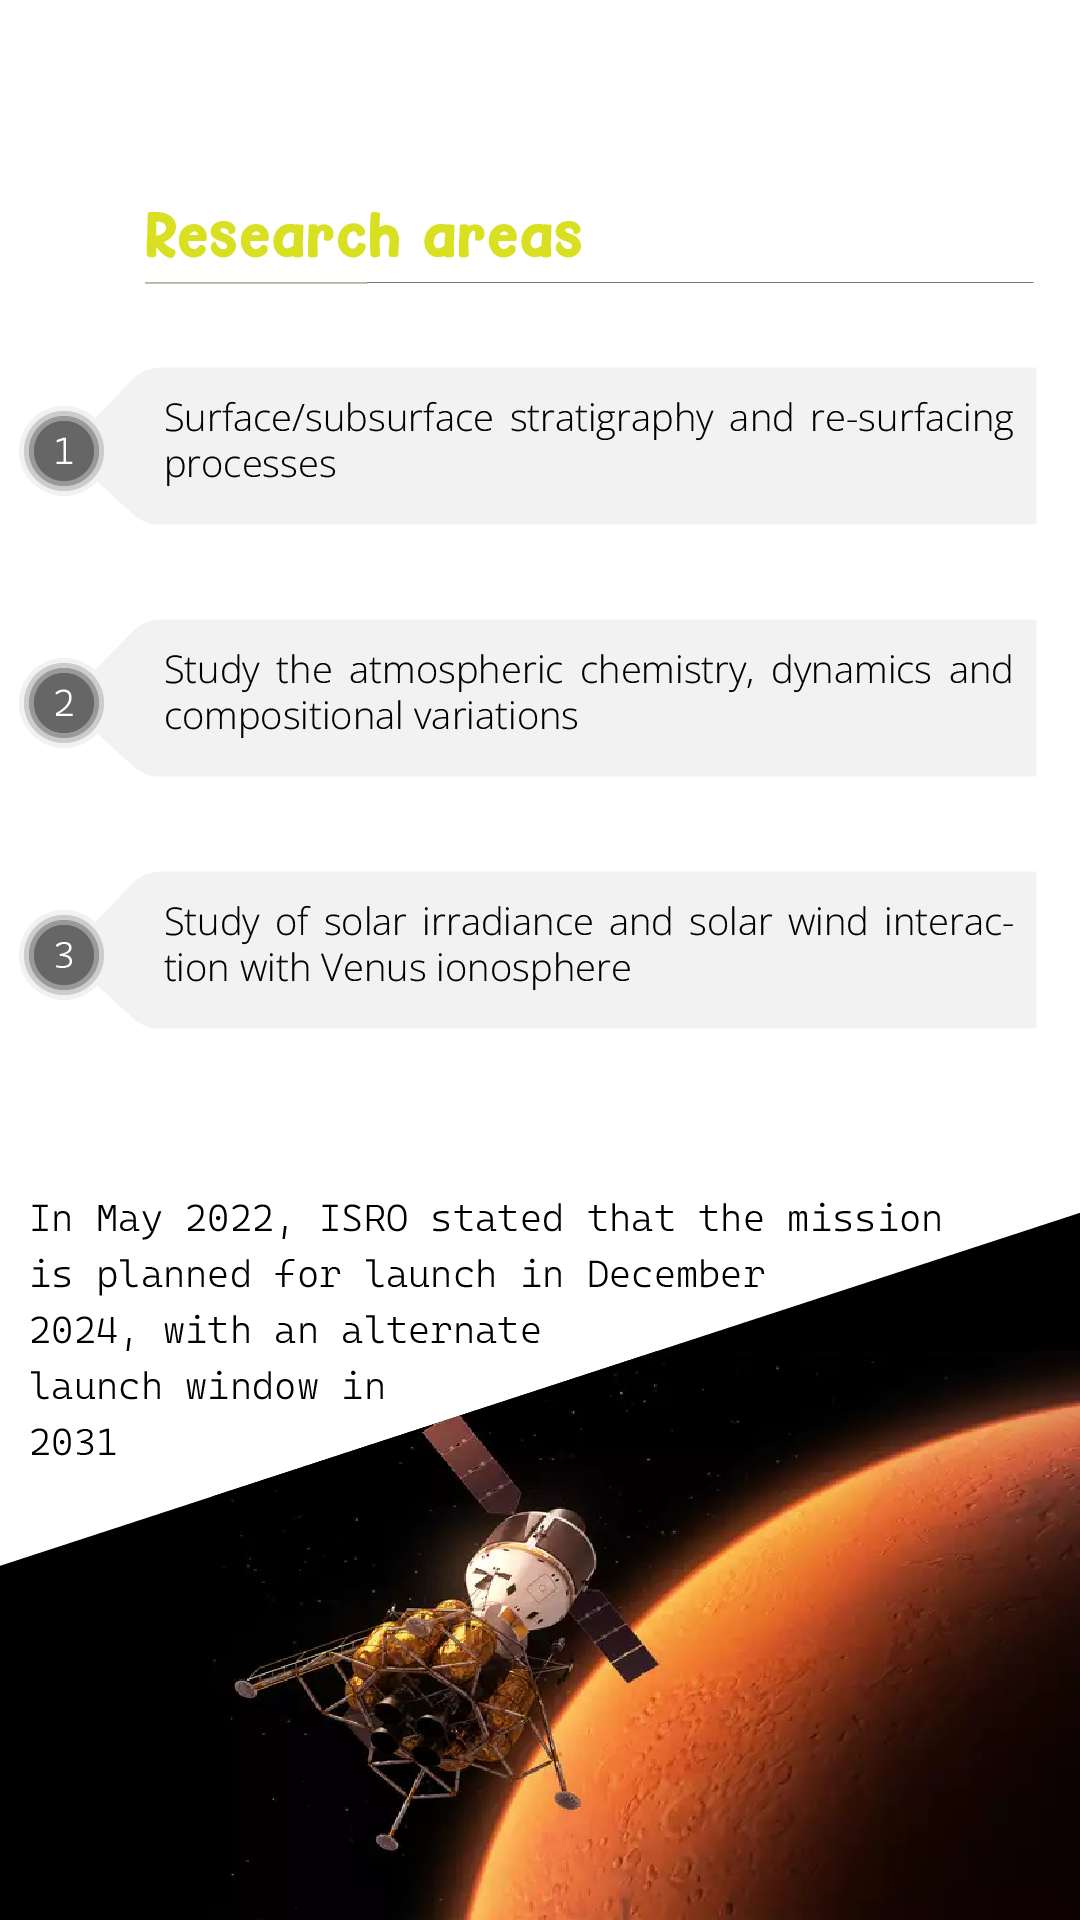 Research areas
1
Surface/subsurface stratigraphy and re-surfacing
processes
2
Study the atmospheric chemistry, dynamics and
compositional variations
3
Study of solar irradiance and solar wind interac-
tion with Venus ionosphere
In May 2022, ISRO stated that the mission
is planned for launch in December
2024, with an alternate
launch window in
2031